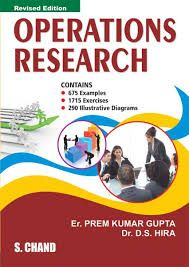 Revised Edition
OPERATIONS
RESEARCH
CONTAINS
• 675 Examples
• 1715 Exercises
• 290 Illustrative Diagrams
Er. PREM KUMAR GUPTA
Dr. D.S. HIRA
S. CHAND